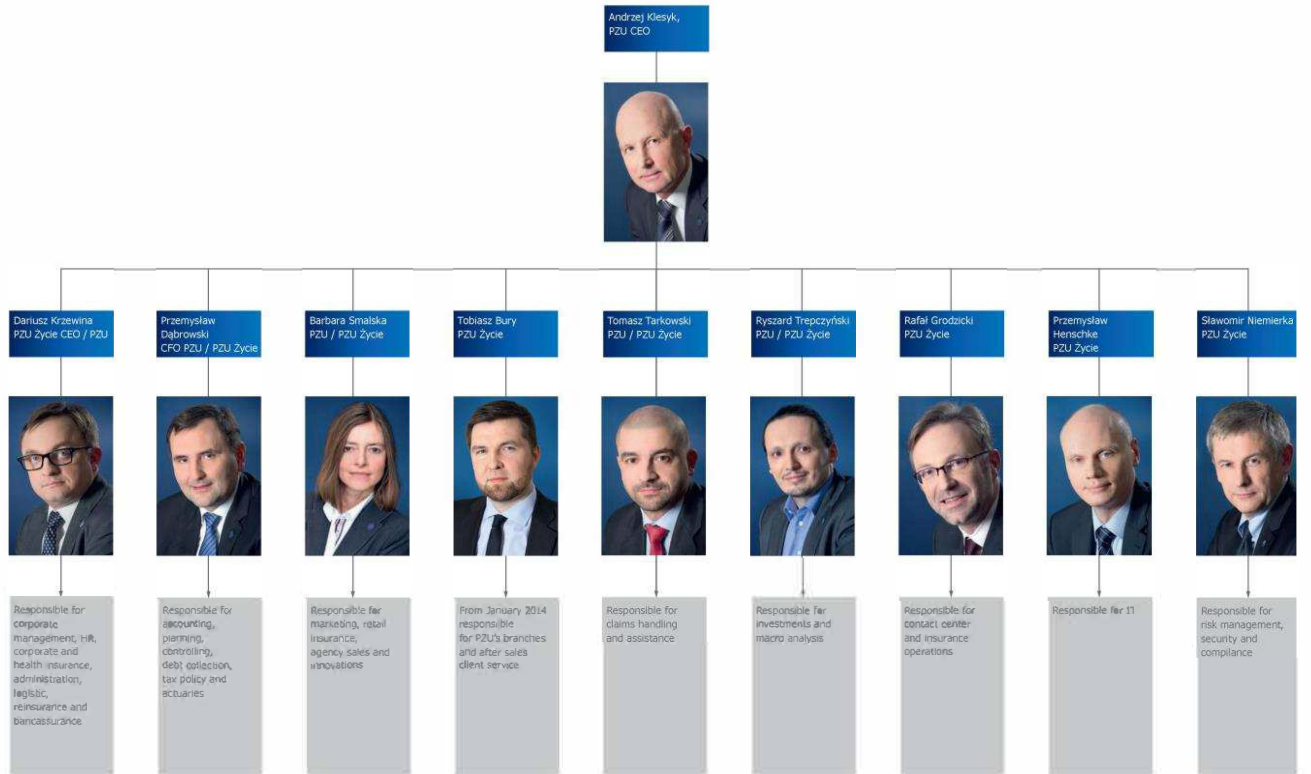 Andrzej Klesyk,
PZU CEO
Dariusz Krzewina
PZU Życie CEO / PZU
Przemysław
Dąbrowski
CFO PZU / PZU Życie
Barbara Smalska
PZU / PZU Życie
Tobiasz Bury
PZU Życie
Tomasz Tarkowski
PZU / PZU Życie
Ryszard Trepczyński
PZU / PZU Życie
Rafał Grodzicki
PZU Życie
Przemysław
Henschke
PZU Życie
Sławomir Niemierka
PZU Życie
Responsible for
corporate
management, HR,
corporate and
health insurance,
administration,
logistic,
reinsurance and
bancassurance
Responsible for
accounting,
planning,
controlling,
debt collection,
tax policy and
actuaries
Responsible for
marketing, retail
insurance,
agency sales and
innovations
From January 2014
responsible
for PZU's branches
and after sales
client service
Responsible for
claims handling
and assistance
Responsible for
investments and
macro analysis
Responsible for
contact center
and insurance
operations
Responsible for IT
Responsible for
risk management,
security and
compilance